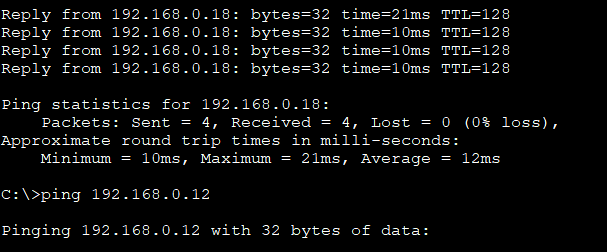 Reply from 192.168.0.18: bytes=32 time=21ms TTL=128
Reply from 192.168.0.18: bytes=32 time=10ms TTL=128
Reply from 192.168.0.18: bytes=32 time=10ms TTL=128
Reply from 192.168.0.18: bytes=32 time=10ms TTL=128
Ping statistics for 192.168.0.18:
    Packets: Sent = 4, Received = 4, Lost = 0 (0% loss),
Approximate round trip times in milli-seconds:
    Minimum = 10ms, Maximum = 21ms, Average = 12ms
C:\>ping 192.168.0.12
Pinging 192.168.0.12 with 32 bytes of data: